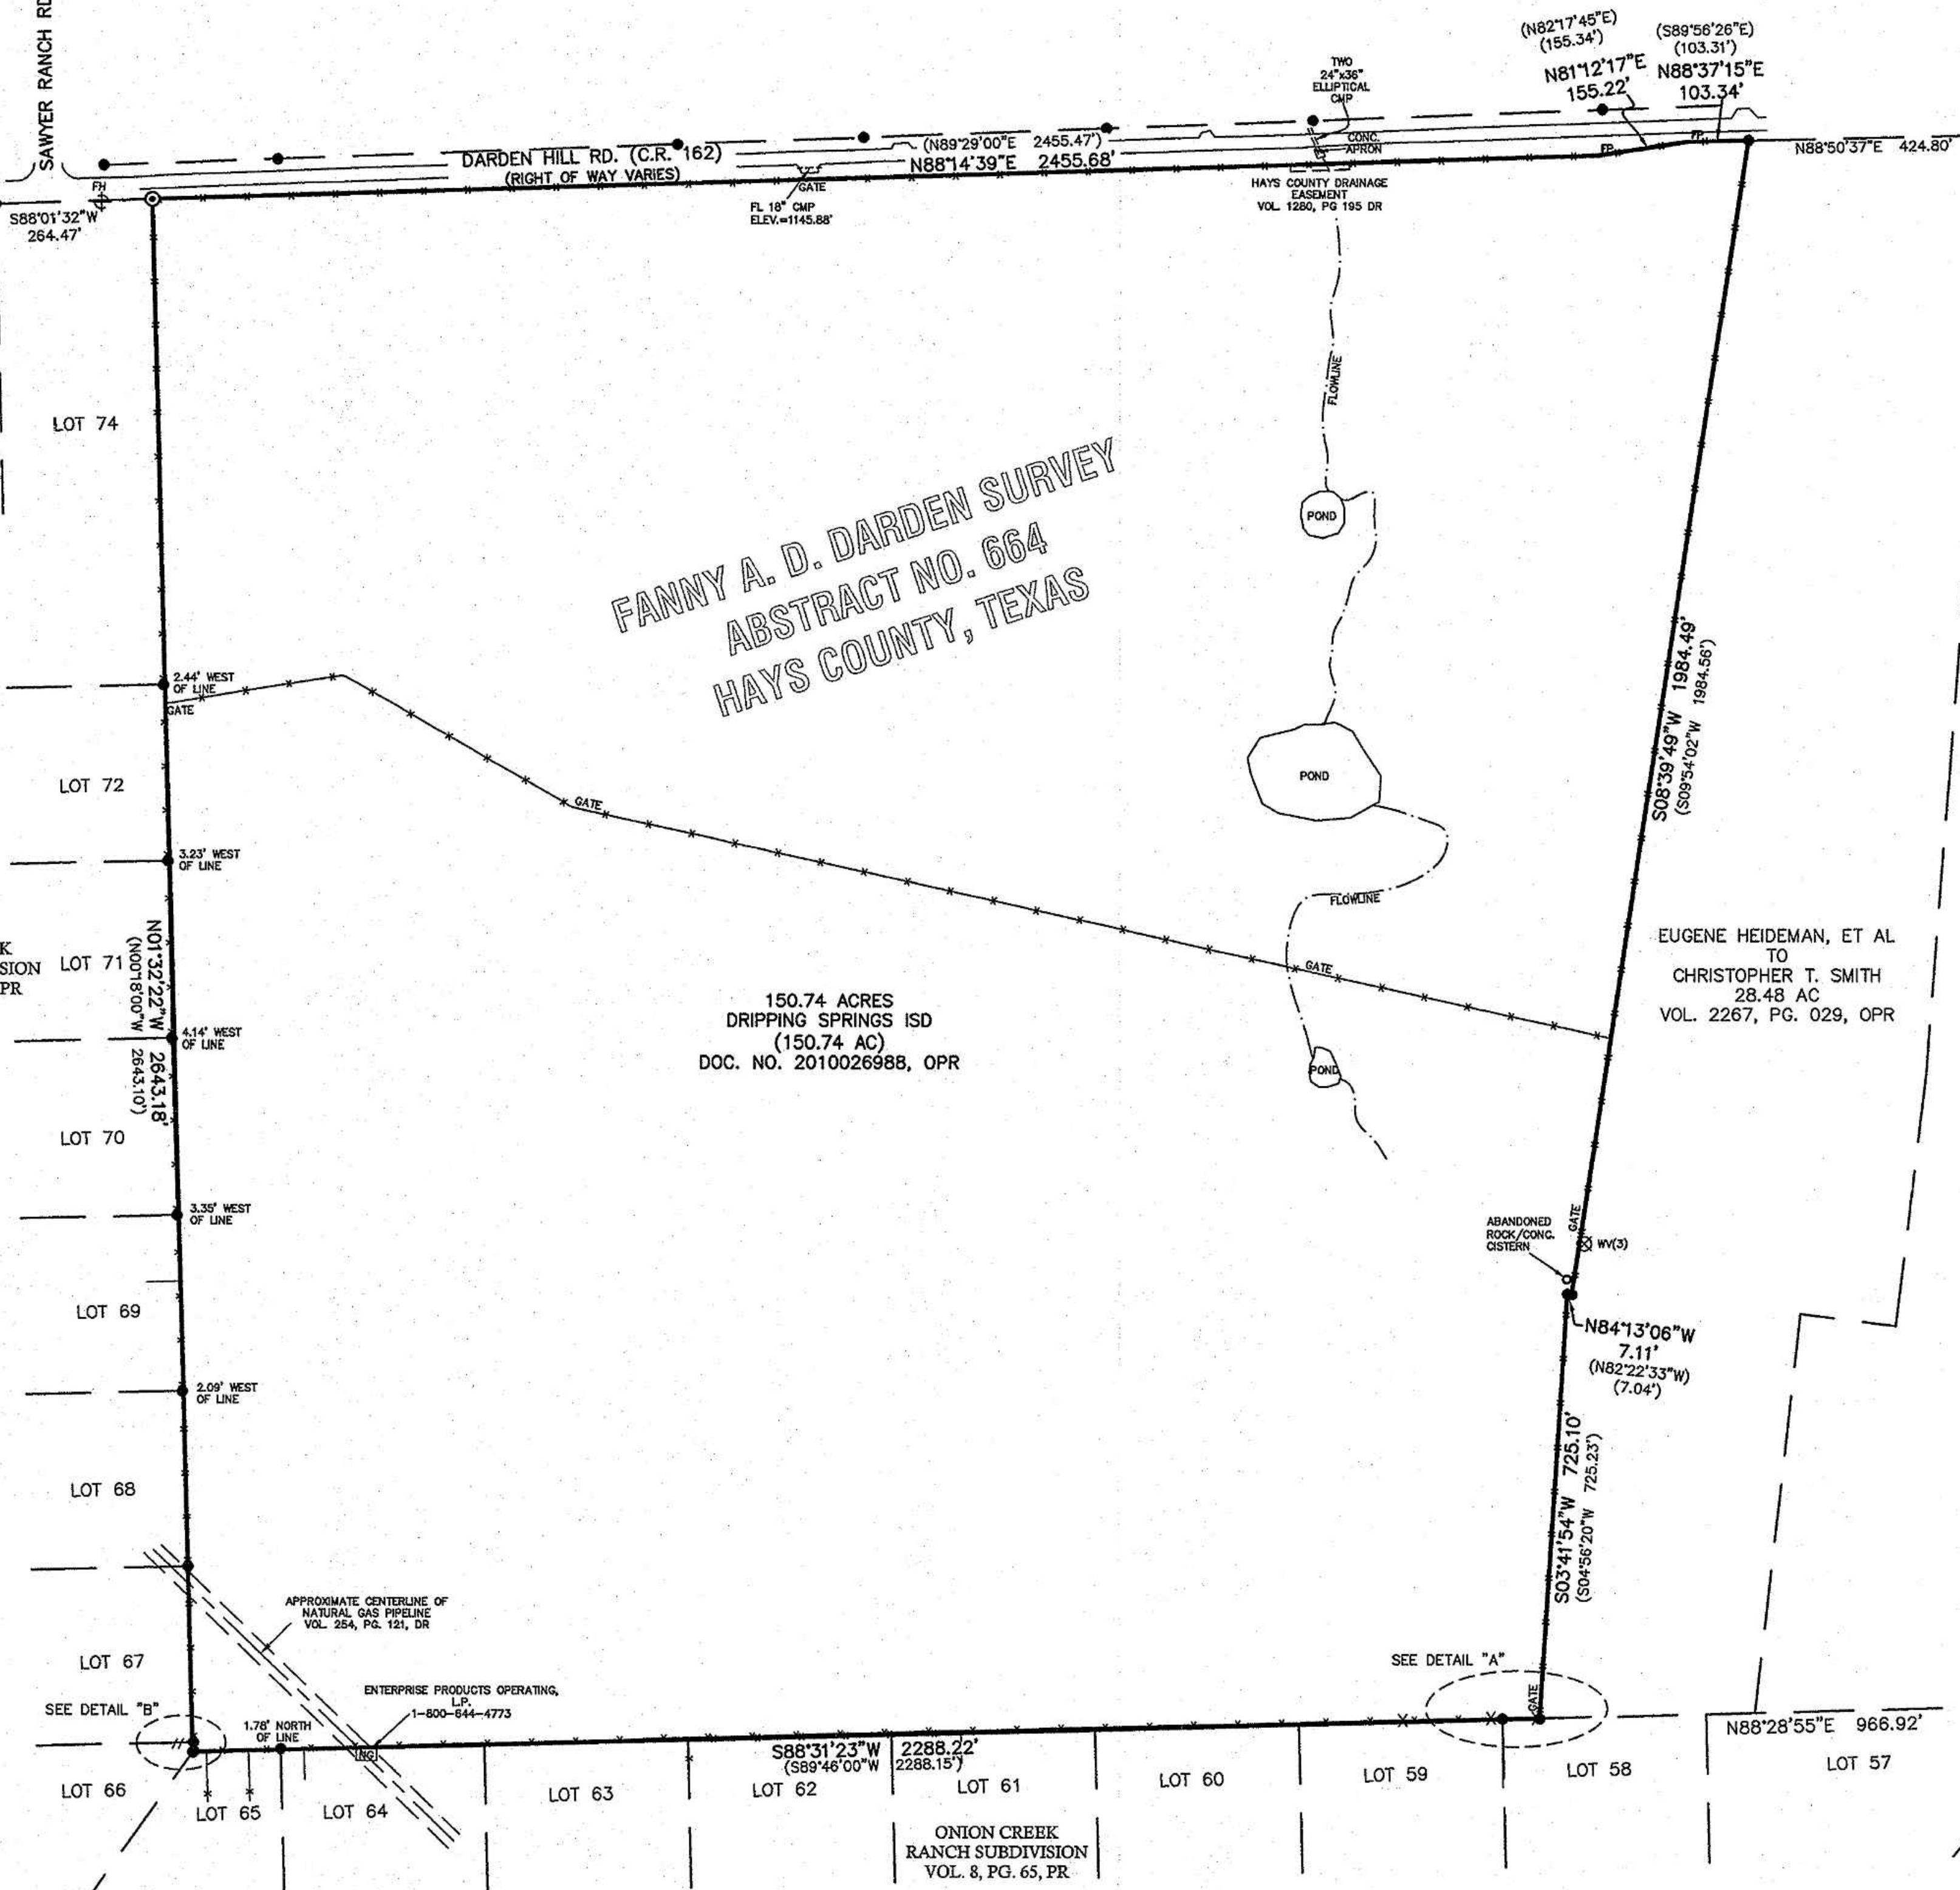 SAWYER RANCH RD
(N82°17'45"E)
(155.34')
N81°12'17"E
155.22'
(S89°56'26"E)
(103.31')
N88°37'15"E
103.34'
TWO
24"x36"
ELLIPTICAL
CMP
CONC.
APRON
(N89°29'00"E 2455.47')
N88°14'39"E 2455.68'
DARDEN HILL RD. (C.R. 162)
(RIGHT OF WAY VARIES)
FP
FP
N88°50'37"E 424.80'
FH
S88°01'32"W
264.47'
GATE
FL 18" CMP
ELEV.=1145.88'
HAYS COUNTY DRAINAGE
EASEMENT
VOL. 1280, PG 195 DR
FLOWLINE
LOT 74
FANNY A. D. DARDEN SURVEY
ABSTRACT NO. 664
HAYS COUNTY, TEXAS
POND
S08°39'49"W 1984.49'
(S09°54'02"W 1984.56')
2.44' WEST
OF LINE
GATE
LOT 72
GATE
POND
3.23' WEST
OF LINE
FLOWLINE
K
SION
PR
LOT 71
N01°32'22"W 2643.18'
(N00°18'00"W 2643.10')
GATE
EUGENE HEIDEMAN, ET AL
TO
CHRISTOPHER T. SMITH
28.48 AC
VOL. 2267, PG. 029, OPR
150.74 ACRES
DRIPPING SPRINGS ISD
(150.74 AC)
DOC. NO. 2010026988, OPR
4.14' WEST
OF LINE
POND
LOT 70
3.35' WEST
OF LINE
ABANDONED
ROCK/CONC.
CISTERN
GATE
WV(3)
LOT 69
N84°13'06"W
7.11'
(N82°22'33"W)
(7.04')
2.09' WEST
OF LINE
LOT 68
S03°41'54"W 725.10'
(S04°56'20"W 725.23')
APPROXIMATE CENTERLINE OF
NATURAL GAS PIPELINE
VOL. 254, PG. 121, DR
LOT 67
SEE DETAIL "A"
ENTERPRISE PRODUCTS OPERATING,
L.P.
1-800-644-4773
GATE
SEE DETAIL "B"
1.78' NORTH
OF LINE
NG
S88°31'23"W 2288.22'
(S89°46'00"W 2288.15')
N88°28'55"E 966.92'
LOT 66
LOT 65
LOT 64
LOT 63
LOT 62
LOT 61
LOT 60
LOT 59
LOT 58
LOT 57
ONION CREEK
RANCH SUBDIVISION
VOL. 8, PG. 65, PR